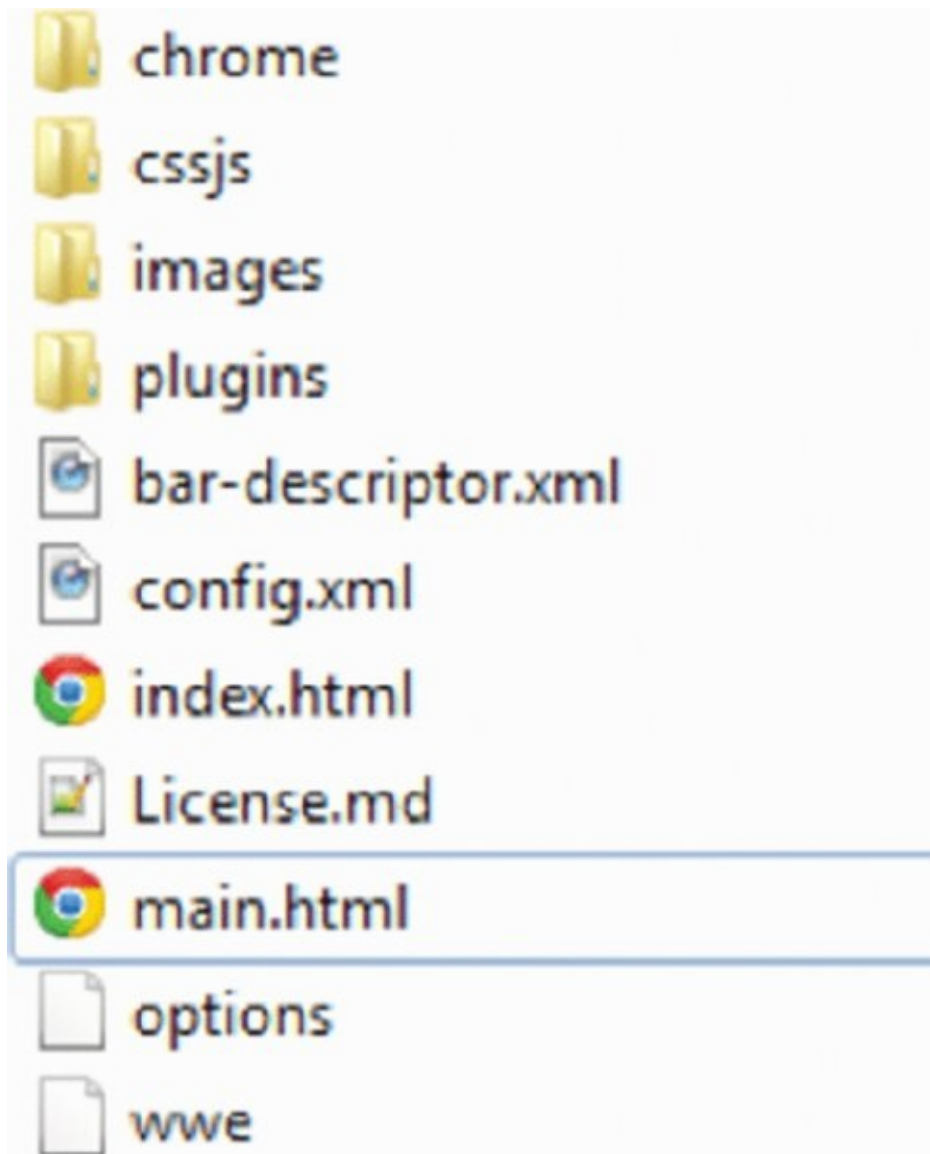 chrome
cssjs
images
plugins
bar-descriptor.xml
config.xml
index.html
License.md
main.html
options
wwe